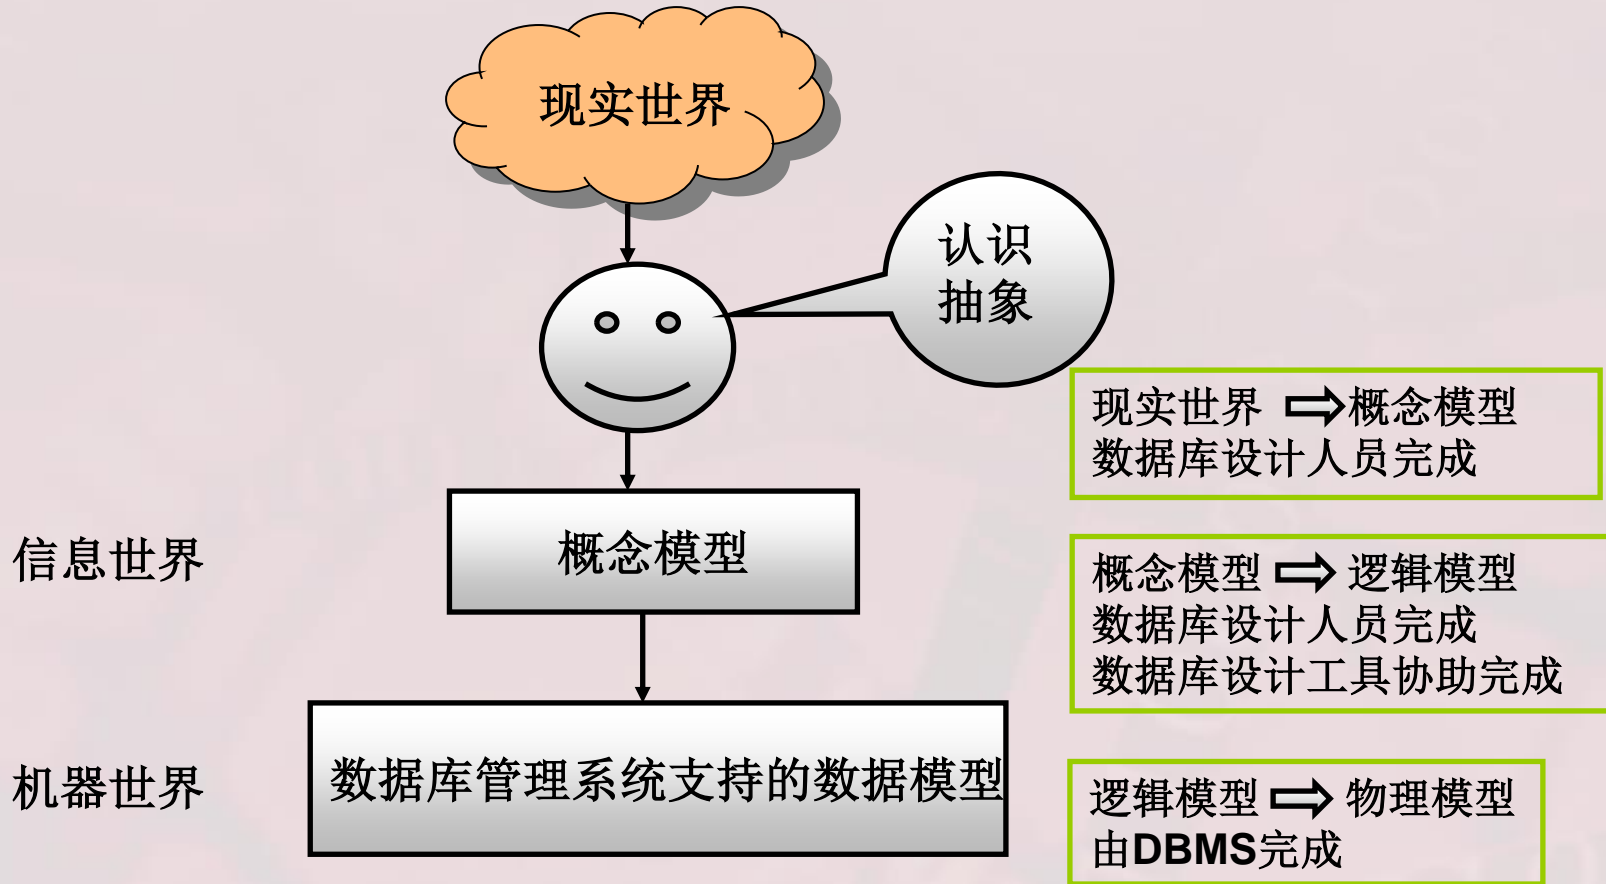 现实世界
认识
抽象
现实世界 ⇨概念模型
数据库设计人员完成
信息世界
概念模型
概念模型 ⇨ 逻辑模型
数据库设计人员完成
数据库设计工具协助完成
机器世界
数据库管理系统支持的数据模型
逻辑模型 ⇨ 物理模型
由DBMS完成